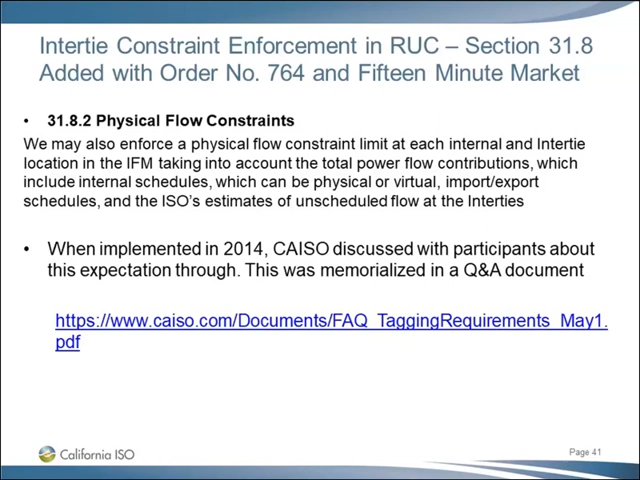 Intertie Constraint Enforcement in RUC – Section 31.8
Added with Order No. 764 and Fifteen Minute Market
• 31.8.2 Physical Flow Constraints
We may also enforce a physical flow constraint limit at each internal and Intertie
location in the IFM taking into account the total power flow contributions, which
include internal schedules, which can be physical or virtual, import/export
schedules, and the ISO's estimates of unscheduled flow at the Interties
• When implemented in 2014, CAISO discussed with participants about
this expectation through. This was memorialized in a Q&A document
https://www.caiso.com/Documents/FAQ_TaggingRequirements_May1.
pdf
California ISO
Page 41